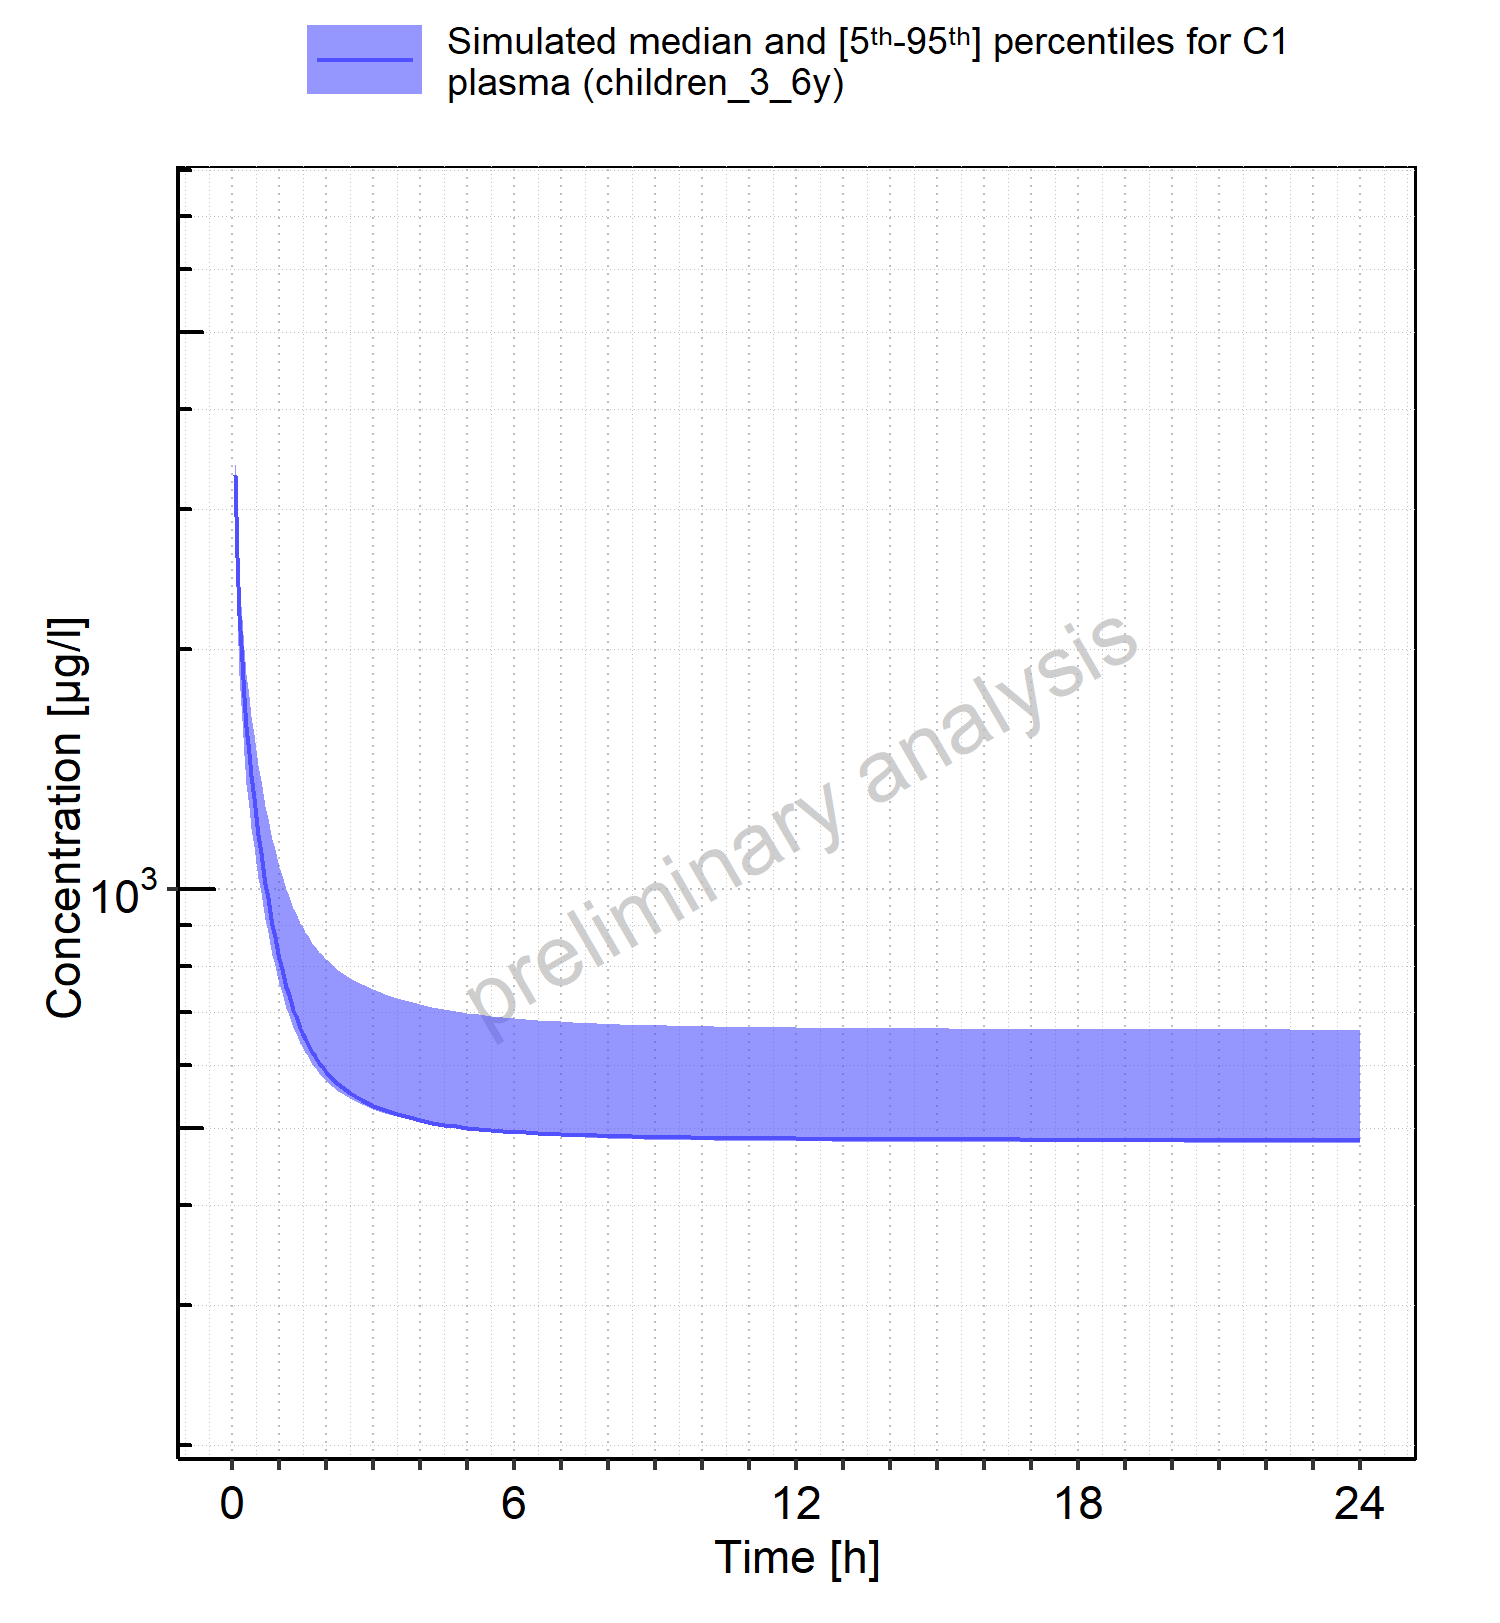 Simulated median and [5th-95th] percentiles for C1
plasma (children_3_6y)
Concentration [µg/l]
10³
preliminary analysis
0 6 12 18 24
Time [h]